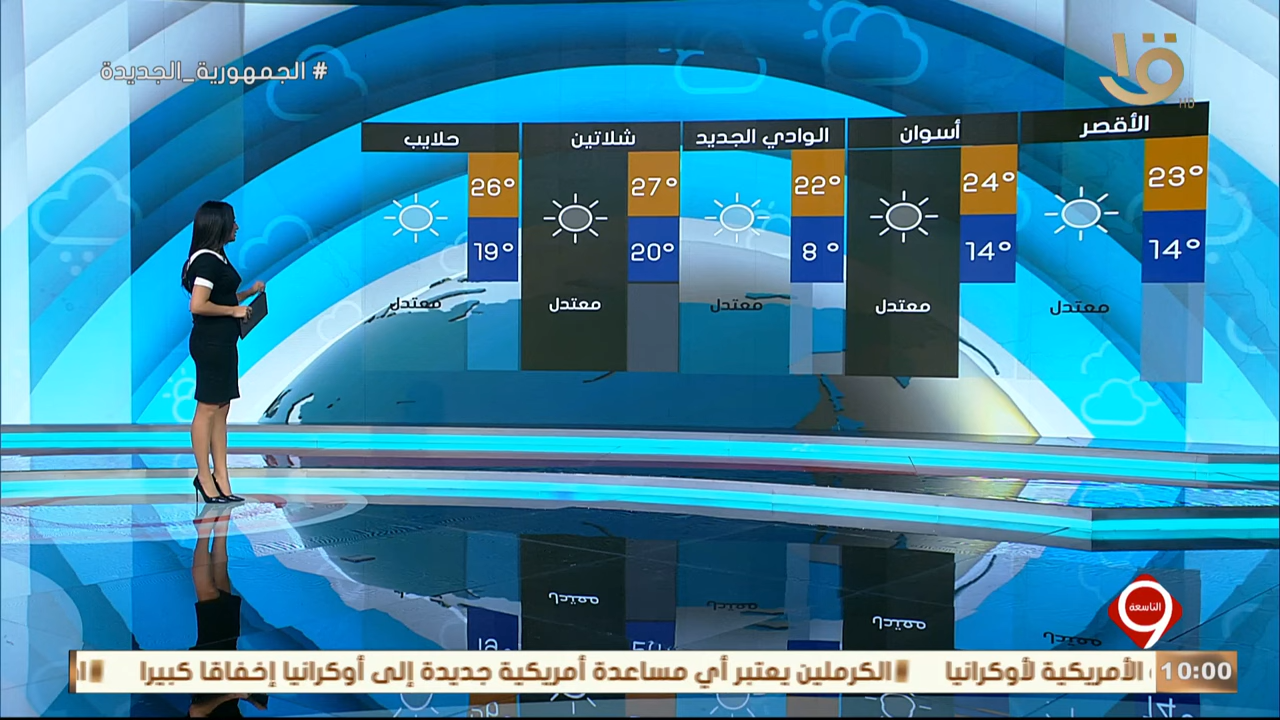 # الجمهورية_الجديدة
الأقصر
23°
14°
معتدل
أسوان
24°
14°
معتدل
الوادي الجديد
22°
8°
معتدل
شلاتين
27°
20°
معتدل
حلايب
26°
19°
معتدل
التاسعة
9
10:00
الأمريكية لأوكرانيا الكرملين يعتبر أي مساعدة أمريكية جديدة إلى أوكرانيا إخفاقا كبيرا